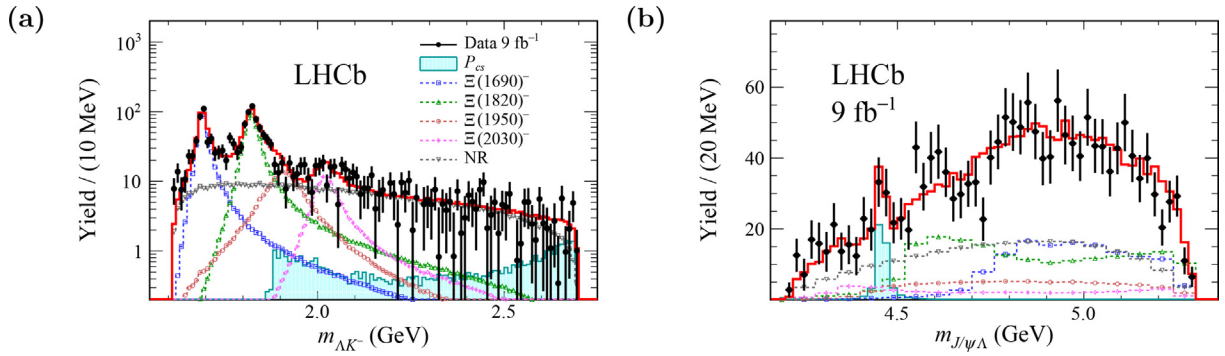 (a)
10³
10²
10
1
Yield / (10 MeV)
LHCb
Data 9 fb⁻¹
P_cs
Ξ(1690)⁻
Ξ(1820)⁻
Ξ(1950)⁻
Ξ(2030)⁻
NR
2.0 2.5
m_ΛK⁻ (GeV)
(b)
60
40
20
Yield / (20 MeV)
LHCb
9 fb⁻¹
4.5 5.0
m_J/ψΛ (GeV)